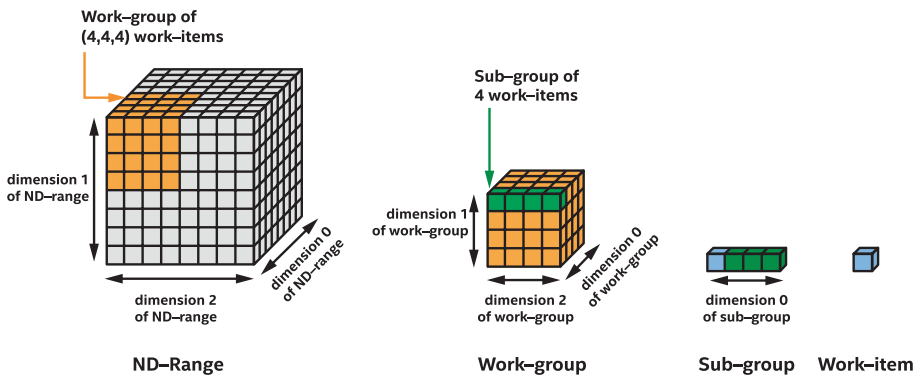 Work–group of
(4,4,4) work–items
dimension 1
of ND–range
dimension 2
of ND–range
dimension 0
of ND–range
ND–Range
Sub–group of
4 work–items
dimension 1
of work–group
dimension 2
of work–group
dimension 0
of work–group
Work–group
dimension 0
of sub–group
Sub–group
Work–item